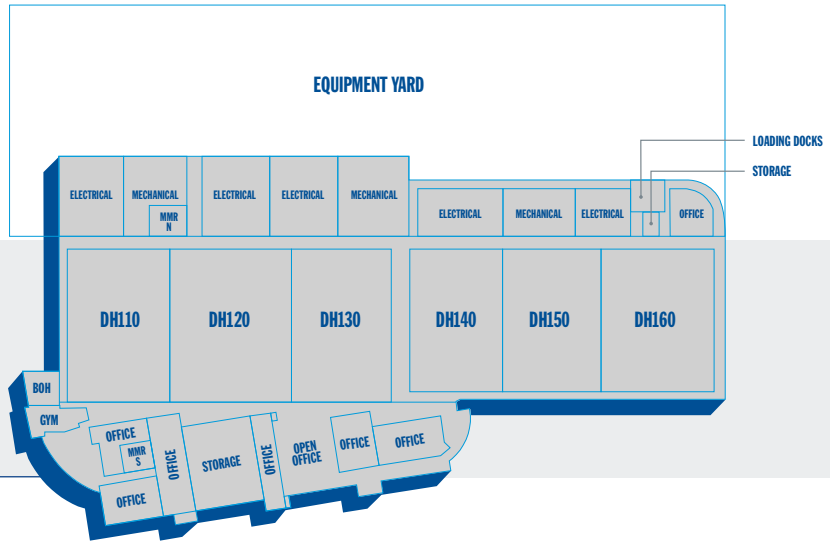 EQUIPMENT YARD
LOADING DOCKS
STORAGE
ELECTRICAL
MECHANICAL
ELECTRICAL
ELECTRICAL
MECHANICAL
MMR
N
ELECTRICAL
MECHANICAL
ELECTRICAL
OFFICE
DH110
DH120
DH130
DH140
DH150
DH160
BOH
GYM
OFFICE
MMR
S
OFFICE
OFFICE
STORAGE
OFFICE
OPEN
OFFICE
OFFICE
OFFICE